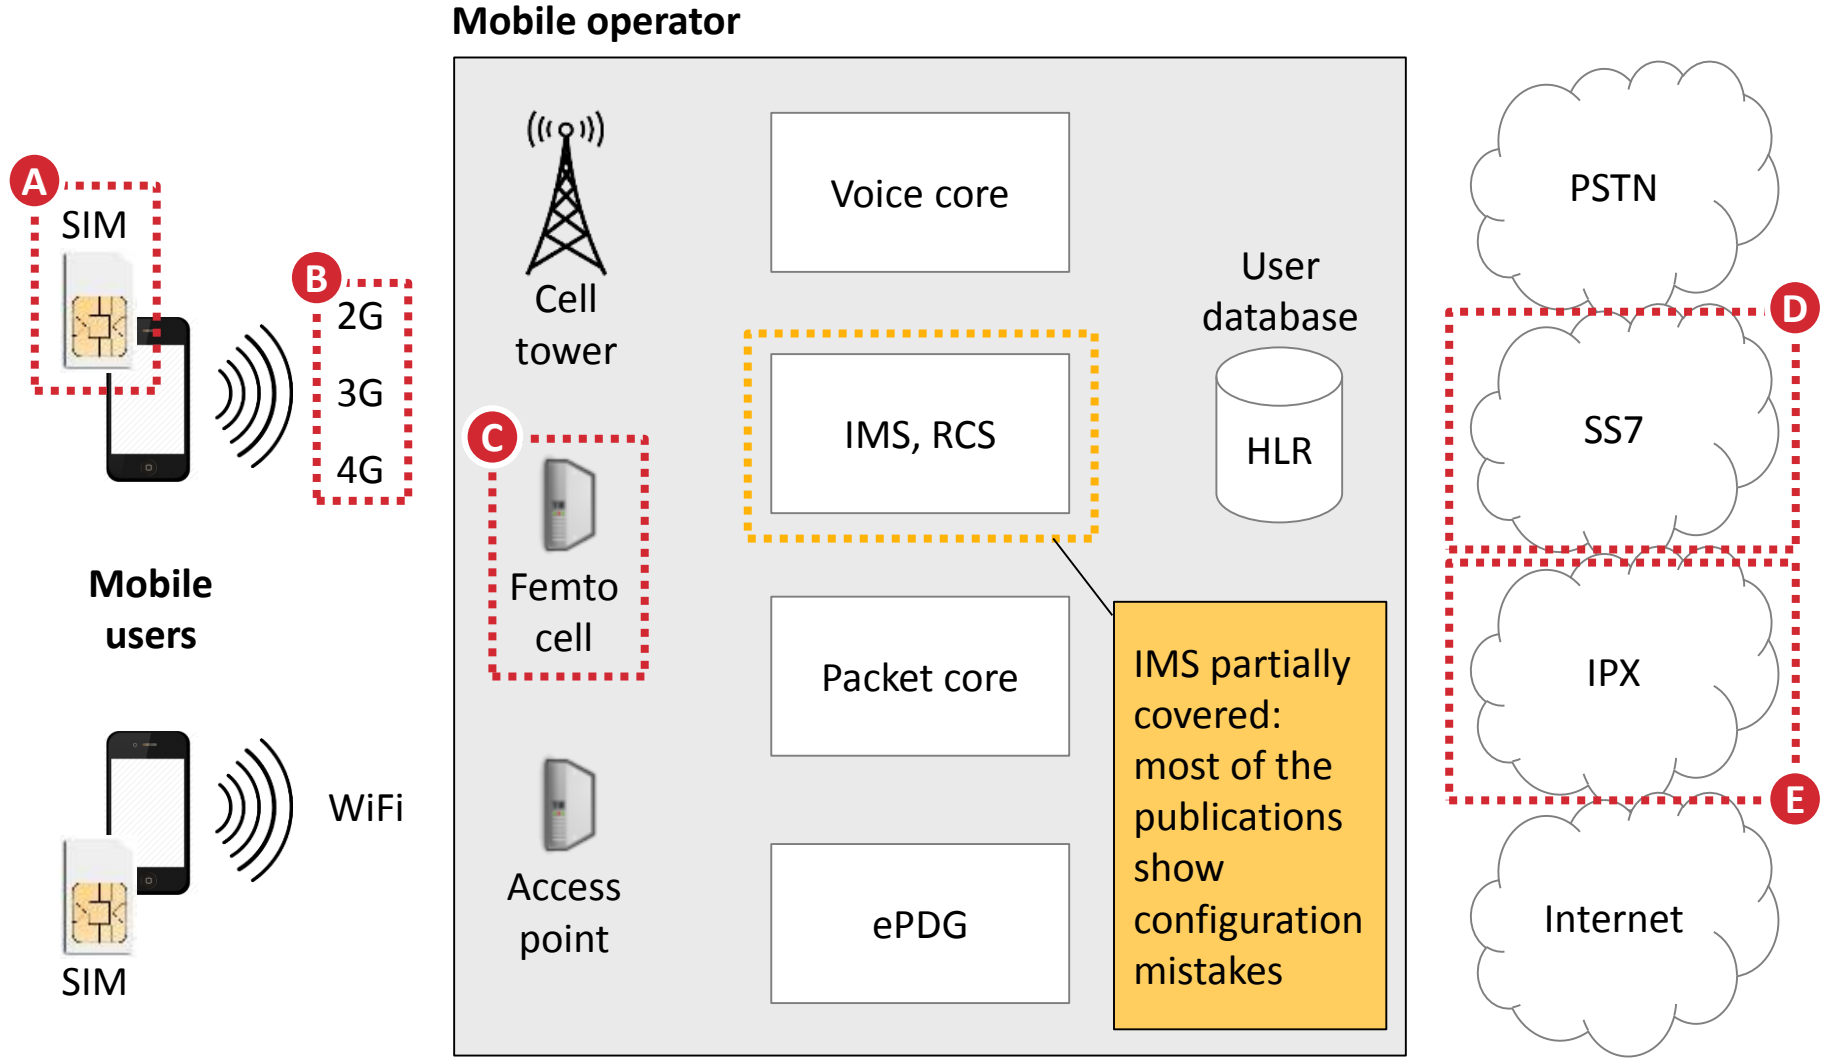 Mobile operator
A
SIM
B
2G
3G
4G
Mobile
users
WiFi
SIM
Cell
tower
C
Femto
cell
Access
point
Voice core
IMS, RCS
Packet core
ePDG
User
database
HLR
IMS partially
covered:
most of the
publications
show
configuration
mistakes
PSTN
D
SS7
IPX
E
Internet